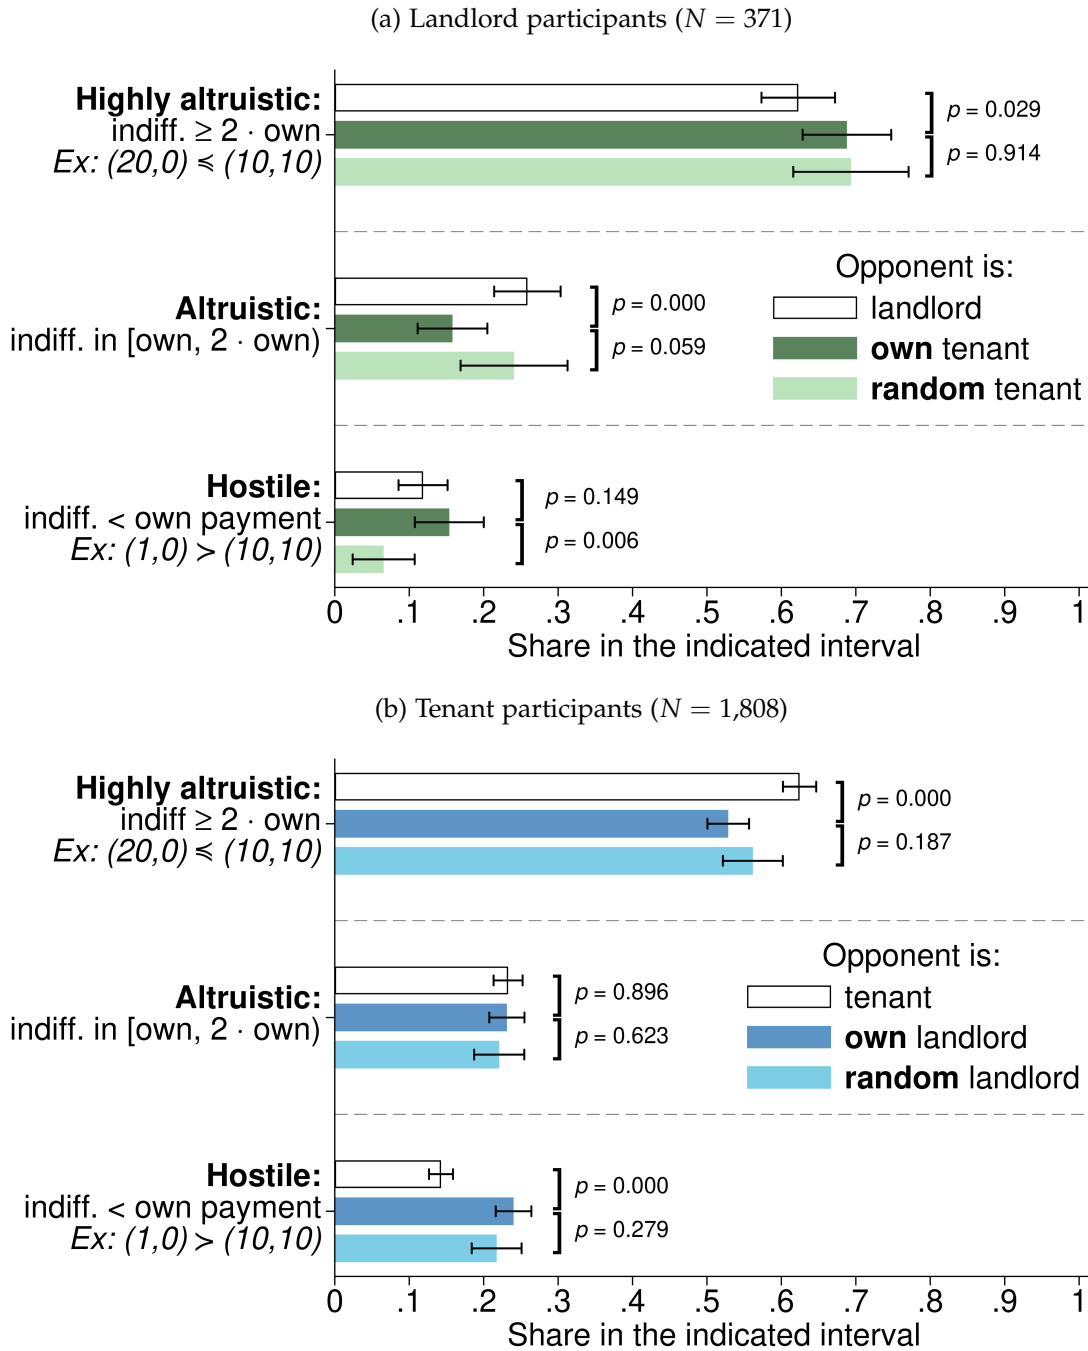 (a) Landlord participants (N = 371)
Highly altruistic:
indiff. ≥ 2 · own
Ex: (20,0) ≼ (10,10)
p = 0.029
p = 0.914
Altruistic:
indiff. in [own, 2 · own)
p = 0.000
p = 0.059
Opponent is:
landlord
own tenant
random tenant
Hostile:
indiff. < own payment
Ex: (1,0) ≻ (10,10)
p = 0.149
p = 0.006
0 .1 .2 .3 .4 .5 .6 .7 .8 .9 1
Share in the indicated interval
(b) Tenant participants (N = 1,808)
Highly altruistic:
indiff ≥ 2 · own
Ex: (20,0) ≼ (10,10)
p = 0.000
p = 0.187
Altruistic:
indiff. in [own, 2 · own)
p = 0.896
p = 0.623
Opponent is:
tenant
own landlord
random landlord
Hostile:
indiff. < own payment
Ex: (1,0) ≻ (10,10)
p = 0.000
p = 0.279
0 .1 .2 .3 .4 .5 .6 .7 .8 .9 1
Share in the indicated interval